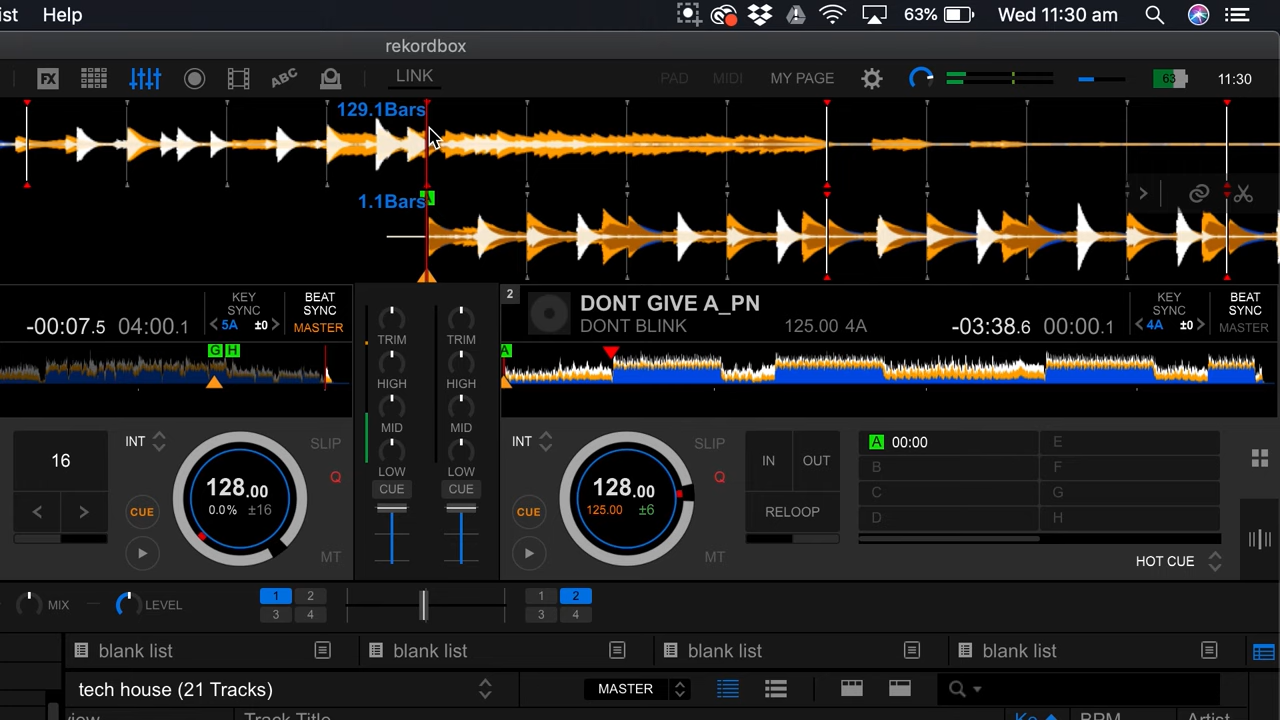 ist Help 63% Wed 11:30 am
rekordbox
FX ABC LINK PAD MIDI MY PAGE 63 11:30
129.1Bars
1.1Bars
A
-00:07.5 04:00.1 KEY SYNC 5A ±0 BEAT SYNC MASTER
2 DONT GIVE A_PN
DONT BLINK 125.00 4A -03:38.6 00:00.1 KEY SYNC 4A ±0 BEAT SYNC MASTER
G H A
TRIM TRIM
HIGH HIGH
MID MID
LOW LOW
CUE CUE
16 INT SLIP
128.00
0.0% ±16
Q
CUE
MT
INT SLIP
128.00
125.00 ±6
Q
CUE
MT
IN OUT
RELOOP
A 00:00 E
B F
C G
D H
HOT CUE
MIX LEVEL 1 2 1 2
3 4 3 4
blank list blank list blank list blank list
tech house (21 Tracks) MASTER
Track Title BPM Artist